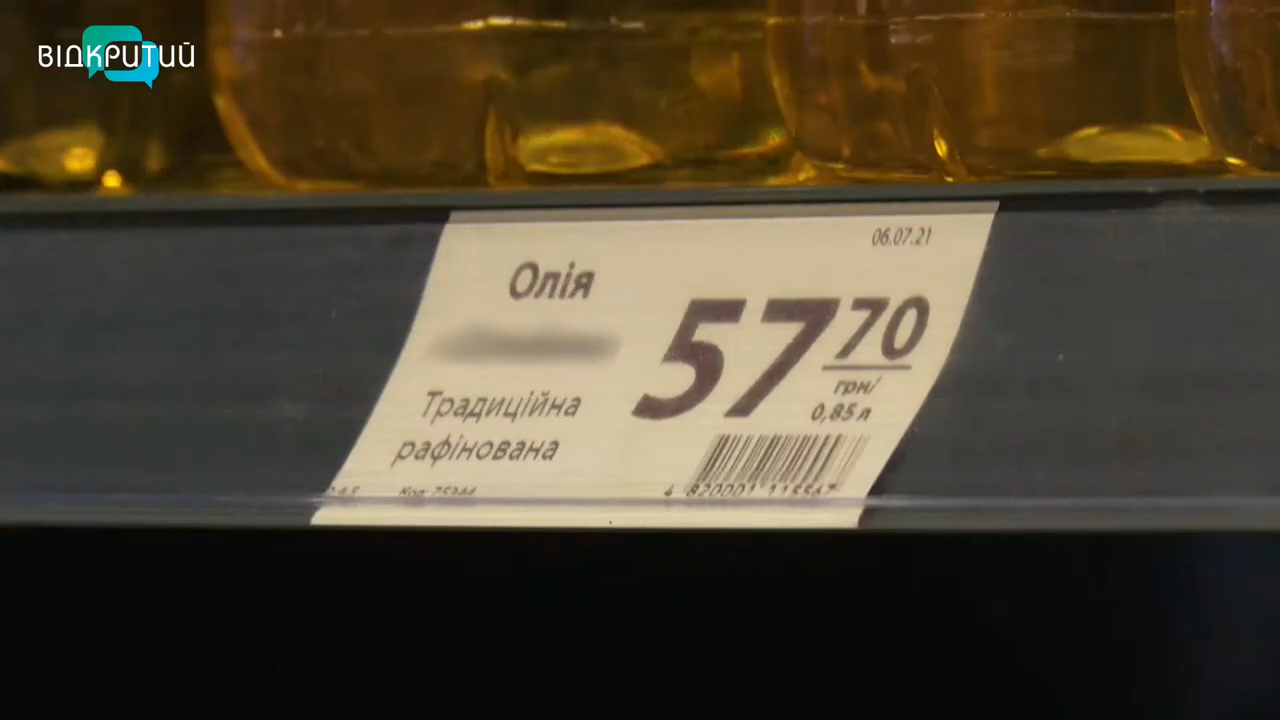 ВІДКРИТИЙ
06.07.21
Олія
57 70
грн/
0,85 л
Традиційна
рафінована